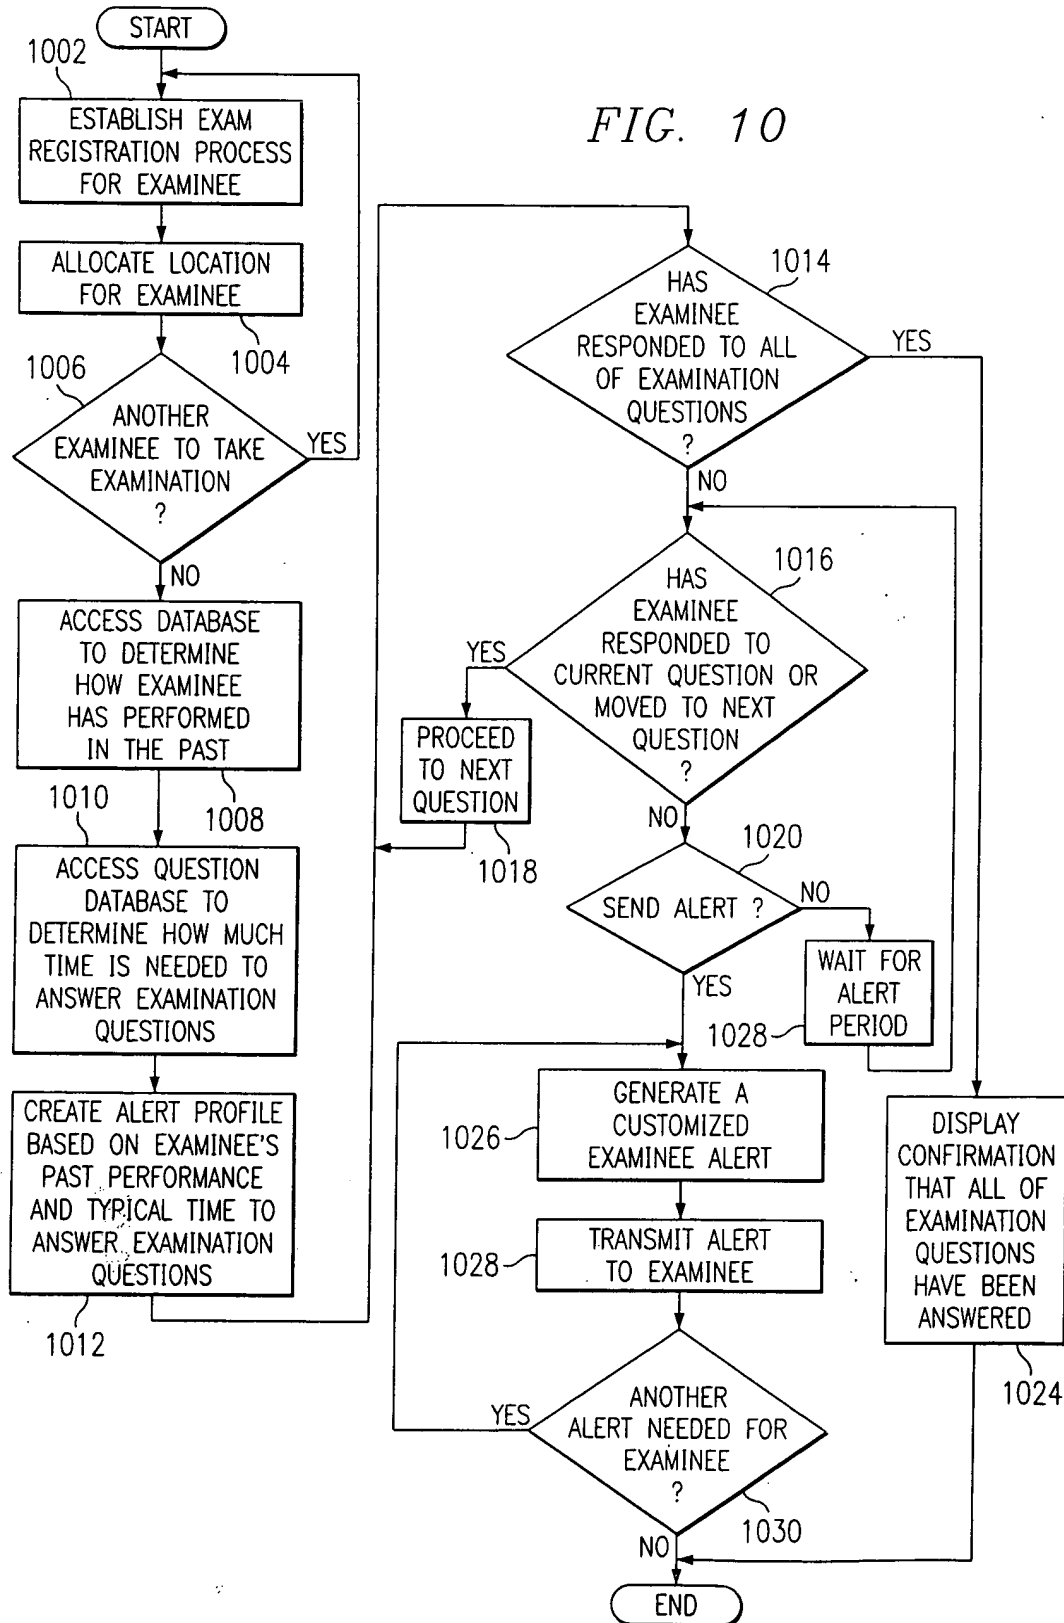 START
1002
ESTABLISH EXAM
REGISTRATION PROCESS
FOR EXAMINEE
ALLOCATE LOCATION
FOR EXAMINEE
1004
1006
ANOTHER
EXAMINEE TO TAKE
EXAMINATION
?
YES
NO
ACCESS DATABASE
TO DETERMINE
HOW EXAMINEE
HAS PERFORMED
IN THE PAST
1008
1010
ACCESS QUESTION
DATABASE TO
DETERMINE HOW MUCH
TIME IS NEEDED TO
ANSWER EXAMINATION
QUESTIONS
CREATE ALERT PROFILE
BASED ON EXAMINEE'S
PAST PERFORMANCE
AND TYPICAL TIME TO
ANSWER EXAMINATION
QUESTIONS
1012
FIG. 10
1014
HAS
EXAMINEE
RESPONDED TO ALL
OF EXAMINATION
QUESTIONS
?
YES
NO
1016
HAS
EXAMINEE
RESPONDED TO
CURRENT QUESTION OR
MOVED TO NEXT
QUESTION
?
YES
PROCEED
TO NEXT
QUESTION
1018
NO
1020
SEND ALERT ?
NO
WAIT FOR
ALERT
PERIOD
1028
YES
GENERATE A
CUSTOMIZED
EXAMINEE ALERT
1026
TRANSMIT ALERT
TO EXAMINEE
1028
ANOTHER
ALERT NEEDED FOR
EXAMINEE
?
YES
1030
NO
DISPLAY
CONFIRMATION
THAT ALL OF
EXAMINATION
QUESTIONS
HAVE BEEN
ANSWERED
1024
END